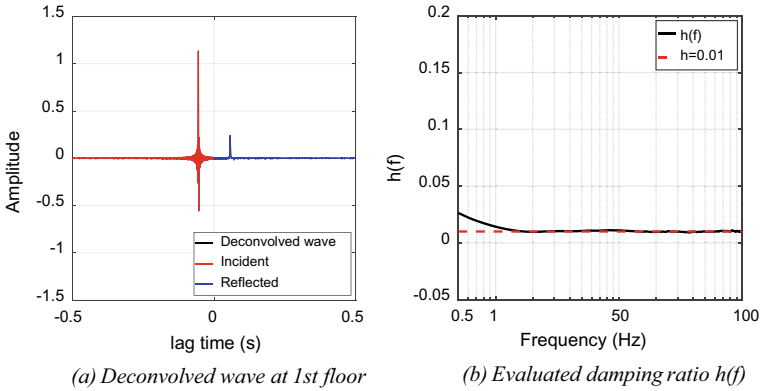 1.5
1
0.5
0
-0.5
-1
-1.5
Amplitude
Deconvolved wave
Incident
Reflected
-0.5 0 0.5
lag time (s)
(a) Deconvolved wave at 1st floor
0.2
0.15
0.1
0.05
0
-0.05
h(f)
h(f)
h=0.01
0.5 1 50 100
Frequency (Hz)
(b) Evaluated damping ratio h(f)